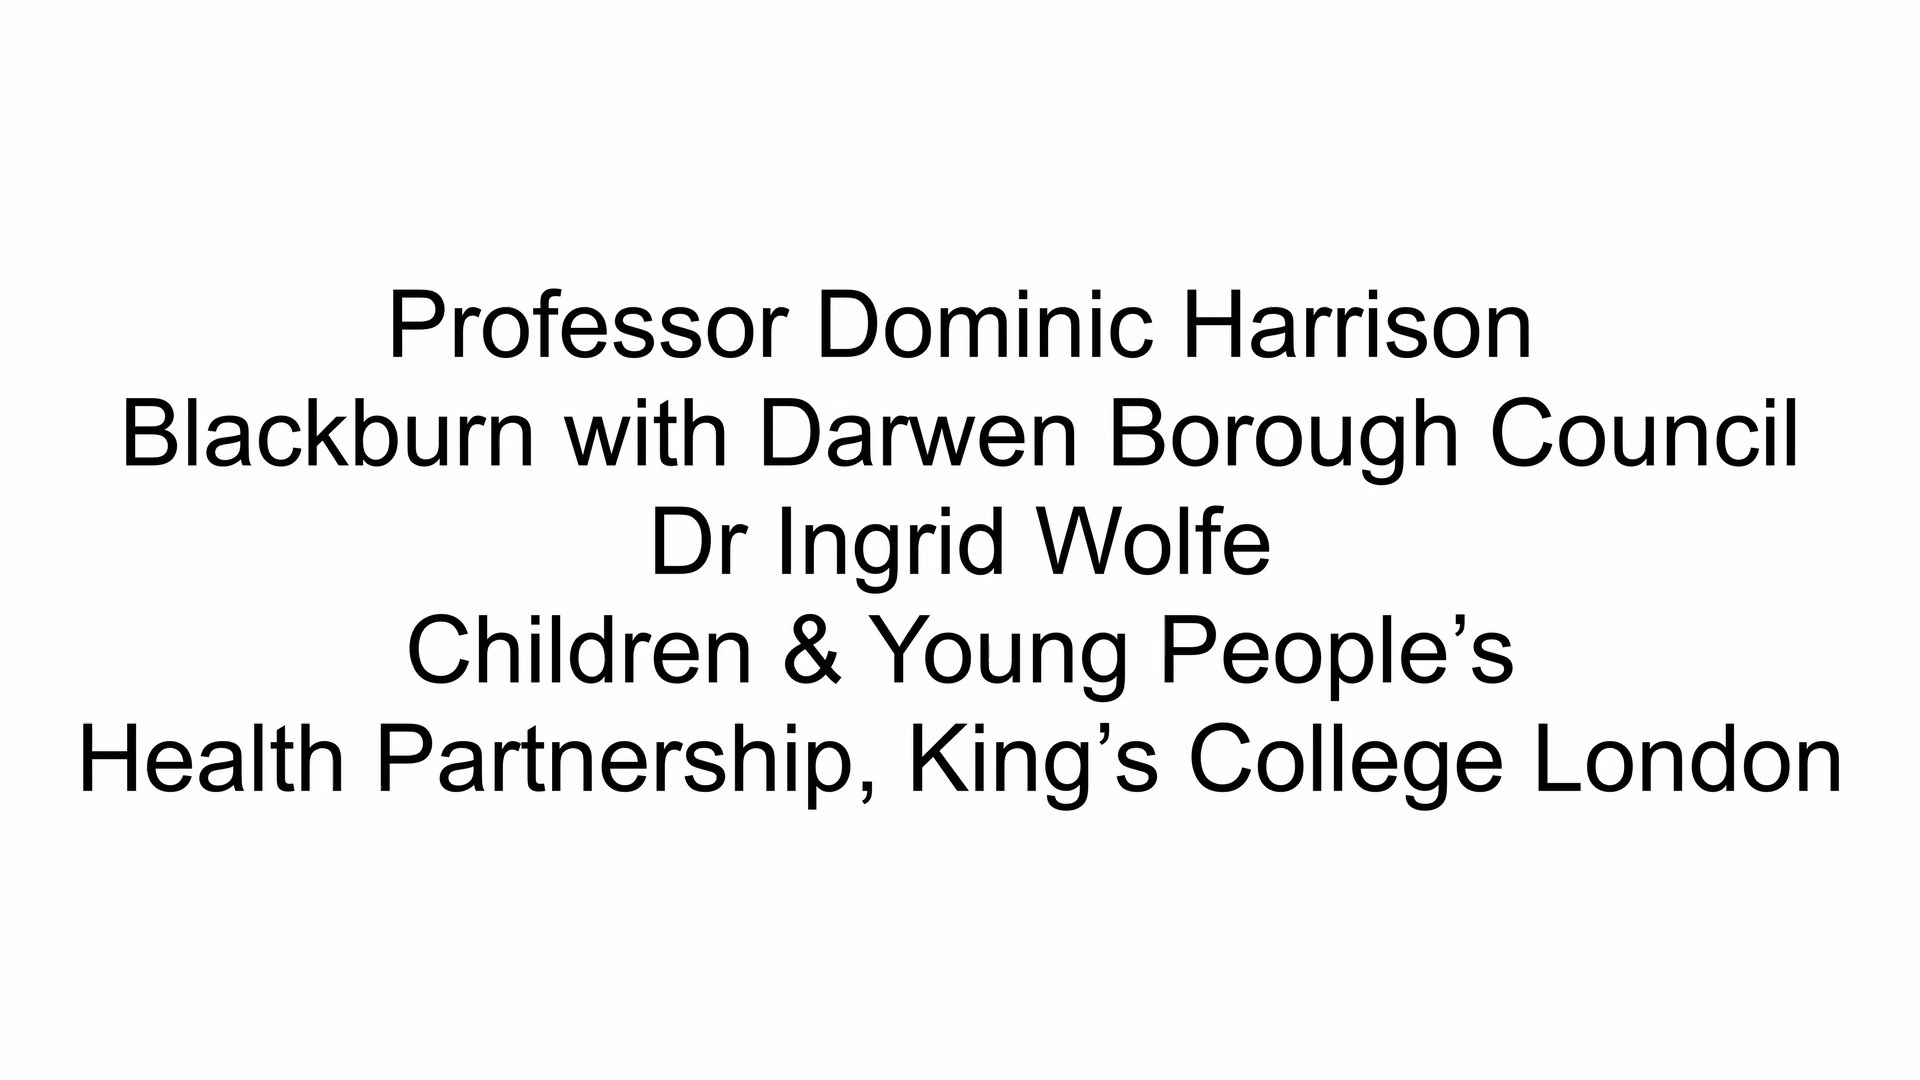 Professor Dominic Harrison
Blackburn with Darwen Borough Council
Dr Ingrid Wolfe
Children & Young People’s
Health Partnership, King’s College London